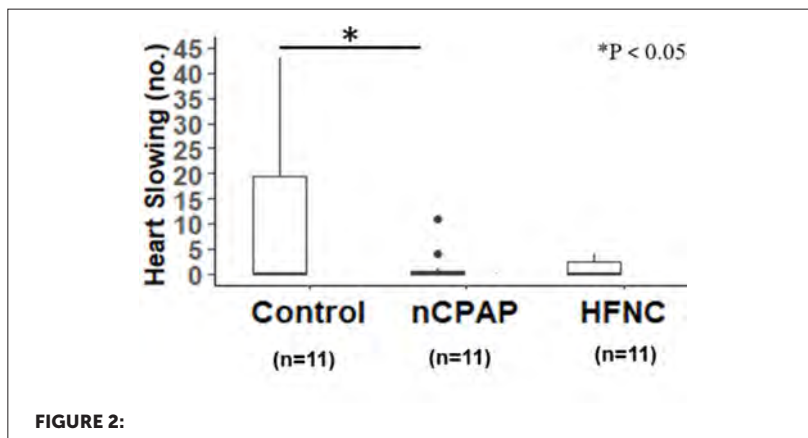 *
*P < 0.05
Heart Slowing (no.)
45
40
35
30
25
20
15
10
5
0
Control nCPAP HFNC
(n=11) (n=11) (n=11)
FIGURE 2: